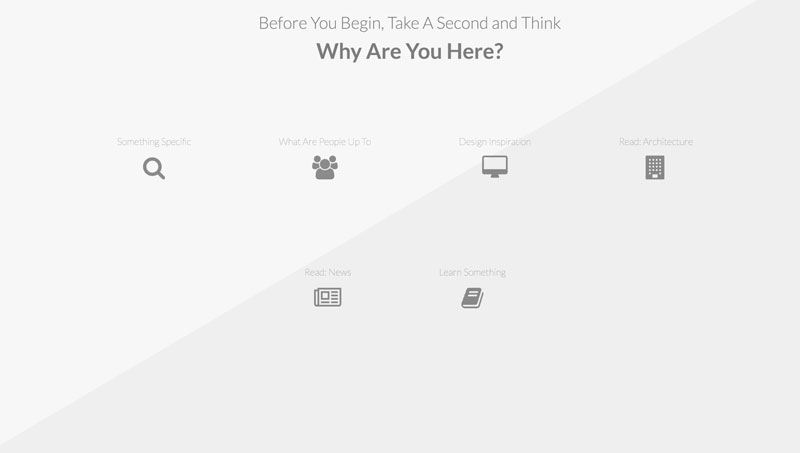 Before You Begin, Take A Second and Think
Why Are You Here?
Something Specific
What Are People Up To
Design Inspiration
Read: Architecture
Read: News
Learn Something